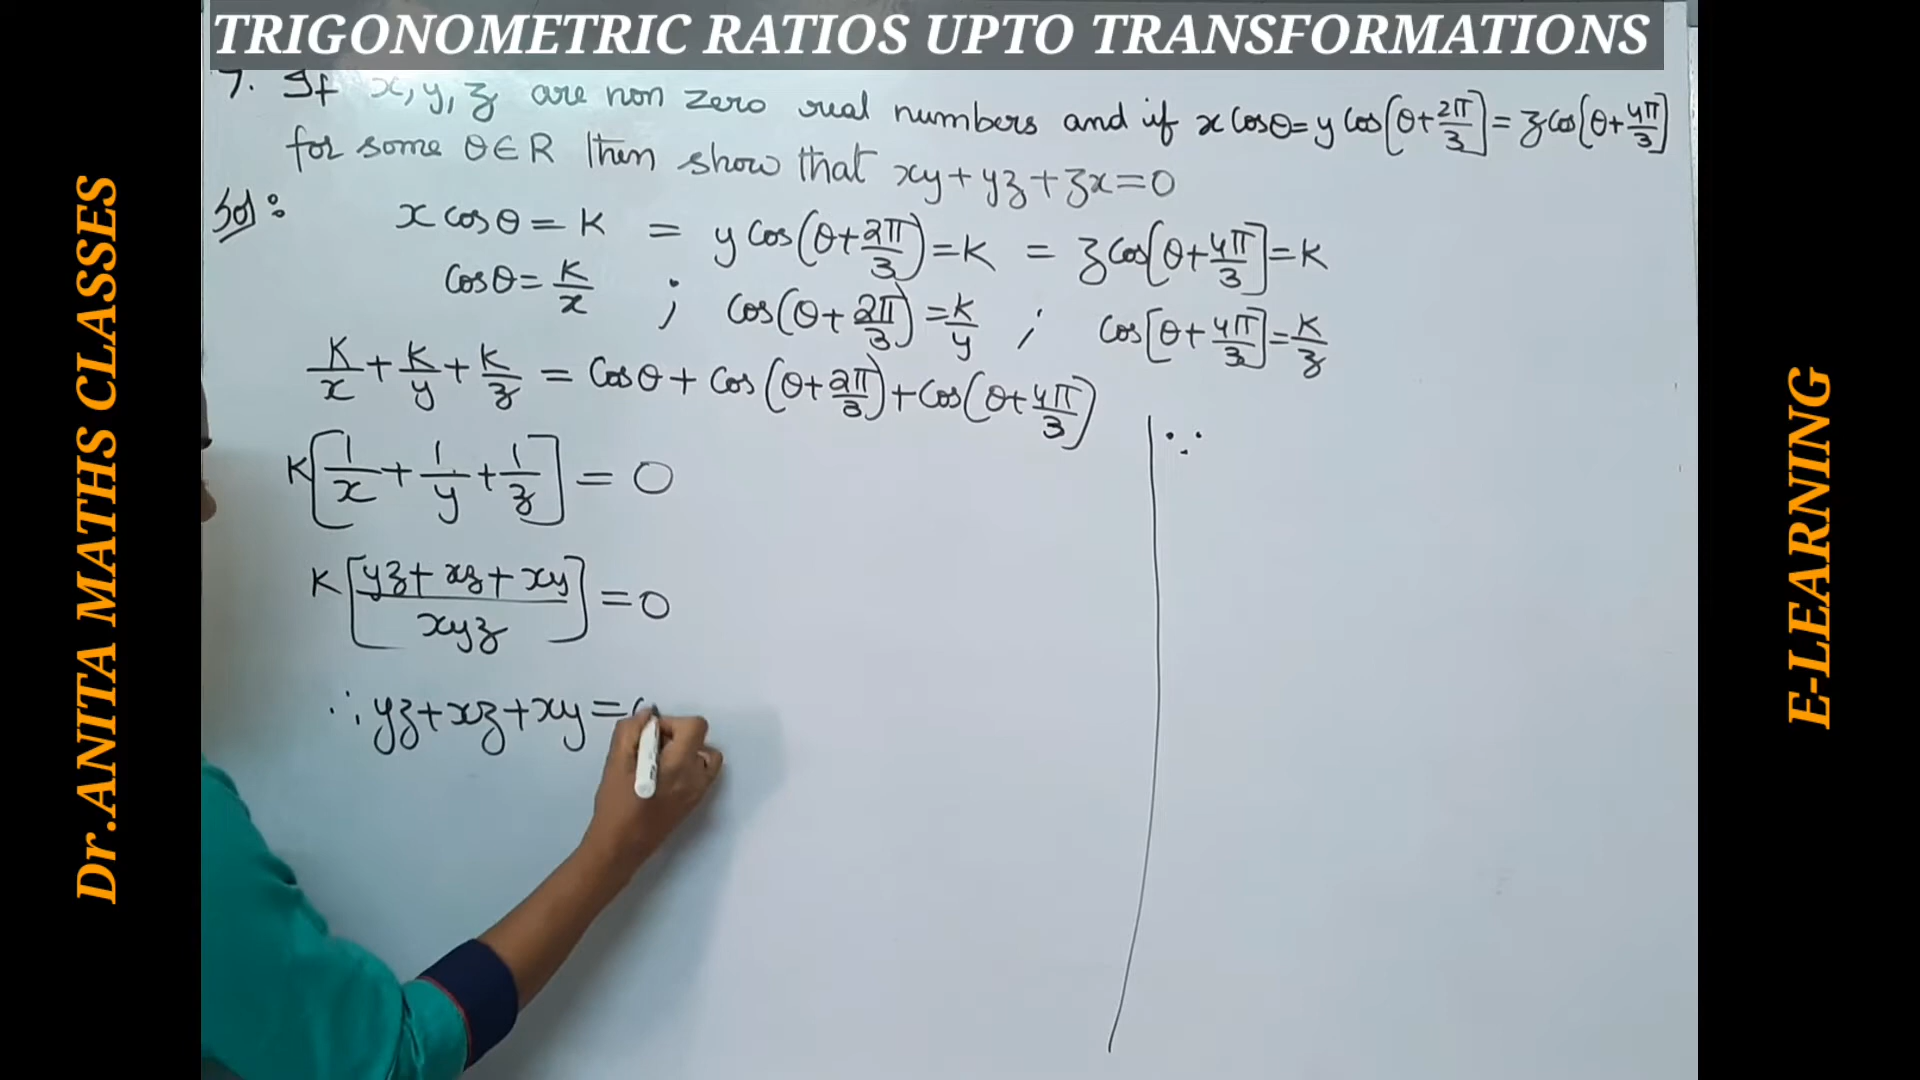 TRIGONOMETRIC RATIOS UPTO TRANSFORMATIONS
7. If x, y, z are non zero real numbers and if x cosθ = y cos[θ+2π/3] = z cos[θ+4π/3]
for some θ∈R then show that xy+yz+zx=0
Sol:
x cosθ = K = y cos(θ+2π/3) = K = z cos[θ+4π/3] = K
cosθ = K/x ; cos(θ+2π/3) = K/y ; cos[θ+4π/3] = K/z
K/x + K/y + K/z = cosθ + cos(θ+2π/3) + cos(θ+4π/3)
∵
K[1/x + 1/y + 1/z] = 0
K[(yz+xz+xy)/xyz] = 0
∴ yz+xz+xy=0
Dr.ANITA MATHS CLASSES
E-LEARNING